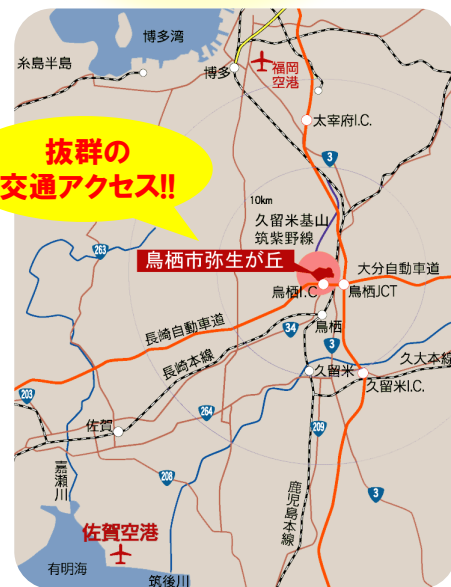 博多湾
糸島半島
博多
福岡
空港
太宰府I.C.
3
抜群の
交通アクセス!!
10km
久留米基山
筑紫野線
263
鳥栖市弥生が丘
大分自動車道
鳥栖I.C
鳥栖JCT
長崎自動車道
鳥栖
34
3
長崎本線
久大本線
久留米
久留米I.C.
203
264
佐賀
209
208
嘉瀬川
3
鹿児島本線
佐賀空港
有明海
筑後川